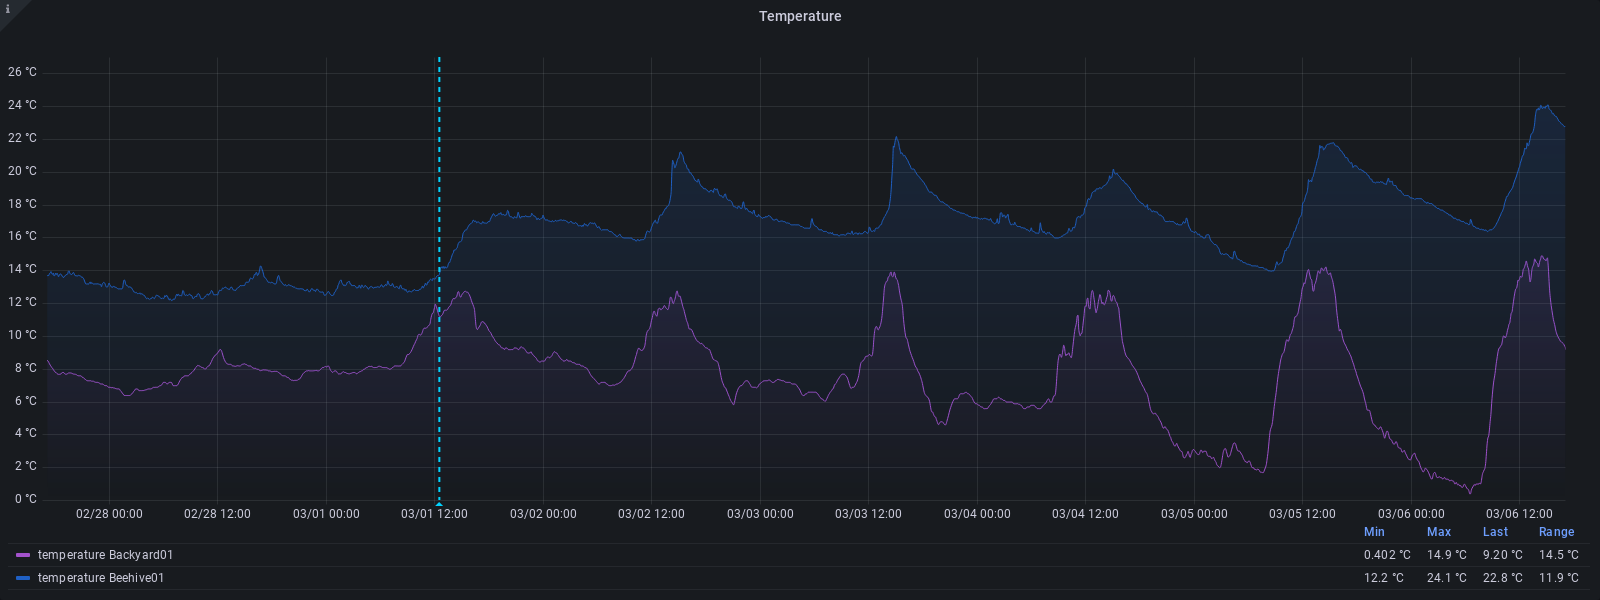 i
Temperature
26 °C
24 °C
22 °C
20 °C
18 °C
16 °C
14 °C
12 °C
10 °C
8 °C
6 °C
4 °C
2 °C
0 °C
02/28 00:00 02/28 12:00 03/01 00:00 03/01 12:00 03/02 00:00 03/02 12:00 03/03 00:00 03/03 12:00 03/04 00:00 03/04 12:00 03/05 00:00 03/05 12:00 03/06 00:00 03/06 12:00
Min Max Last Range
temperature Backyard01 0.402 °C 14.9 °C 9.20 °C 14.5 °C
temperature Beehive01 12.2 °C 24.1 °C 22.8 °C 11.9 °C